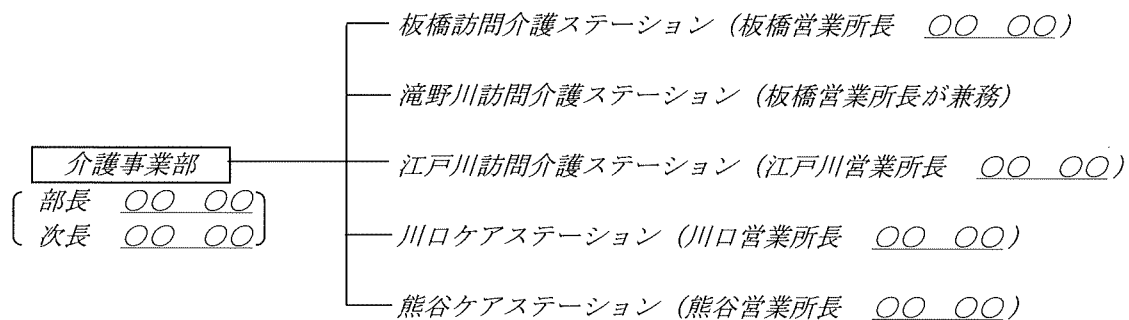 板橋訪問介護ステーション (板橋営業所長 〇〇 〇〇)
滝野川訪問介護ステーション (板橋営業所長が兼務)
介護事業部
江戸川訪問介護ステーション (江戸川営業所長 〇〇 〇〇)
部長 〇〇 〇〇
次長 〇〇 〇〇
川口ケアステーション (川口営業所長 〇〇 〇〇)
熊谷ケアステーション (熊谷営業所長 〇〇 〇〇)